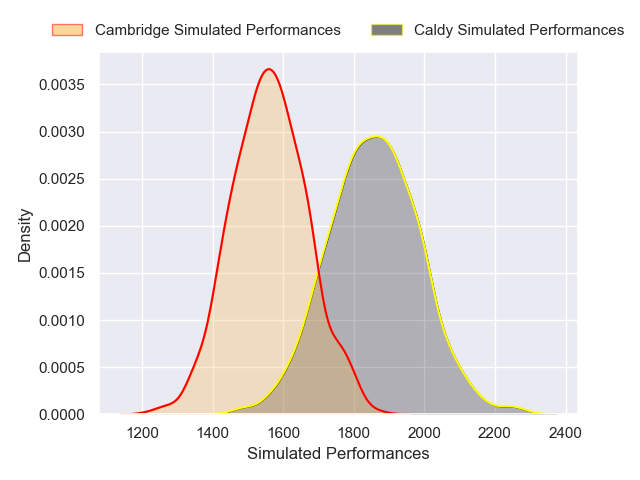 Cambridge Simulated Performances Caldy Simulated Performances
0.0035
0.0030
0.0025
0.0020
0.0015
0.0010
0.0005
0.0000
Density
1200 1400 1600 1800 2000 2200 2400
Simulated Performances